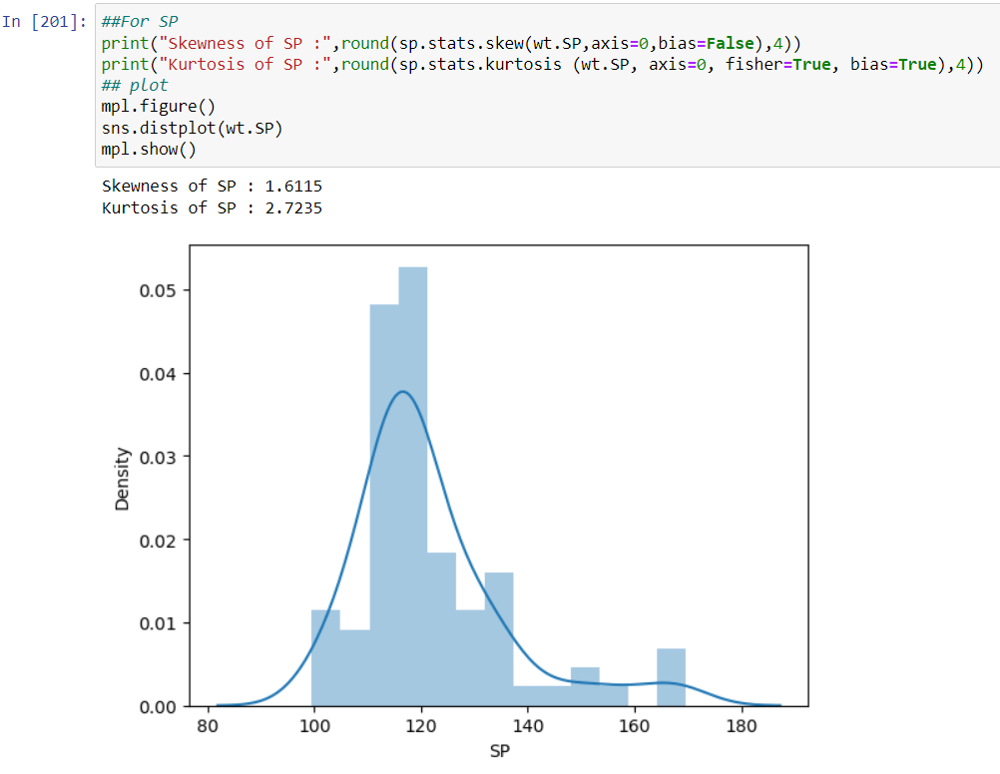 In [201]: ##For SP
print("Skewness of SP :",round(sp.stats.skew(wt.SP,axis=0,bias=False),4))
print("Kurtosis of SP :",round(sp.stats.kurtosis (wt.SP, axis=0, fisher=True, bias=True),4))
## plot
mpl.figure()
sns.distplot(wt.SP)
mpl.show()
Skewness of SP : 1.6115
Kurtosis of SP : 2.7235
0.05
0.04
0.03
0.02
0.01
0.00
Density
80 100 120 140 160 180
SP